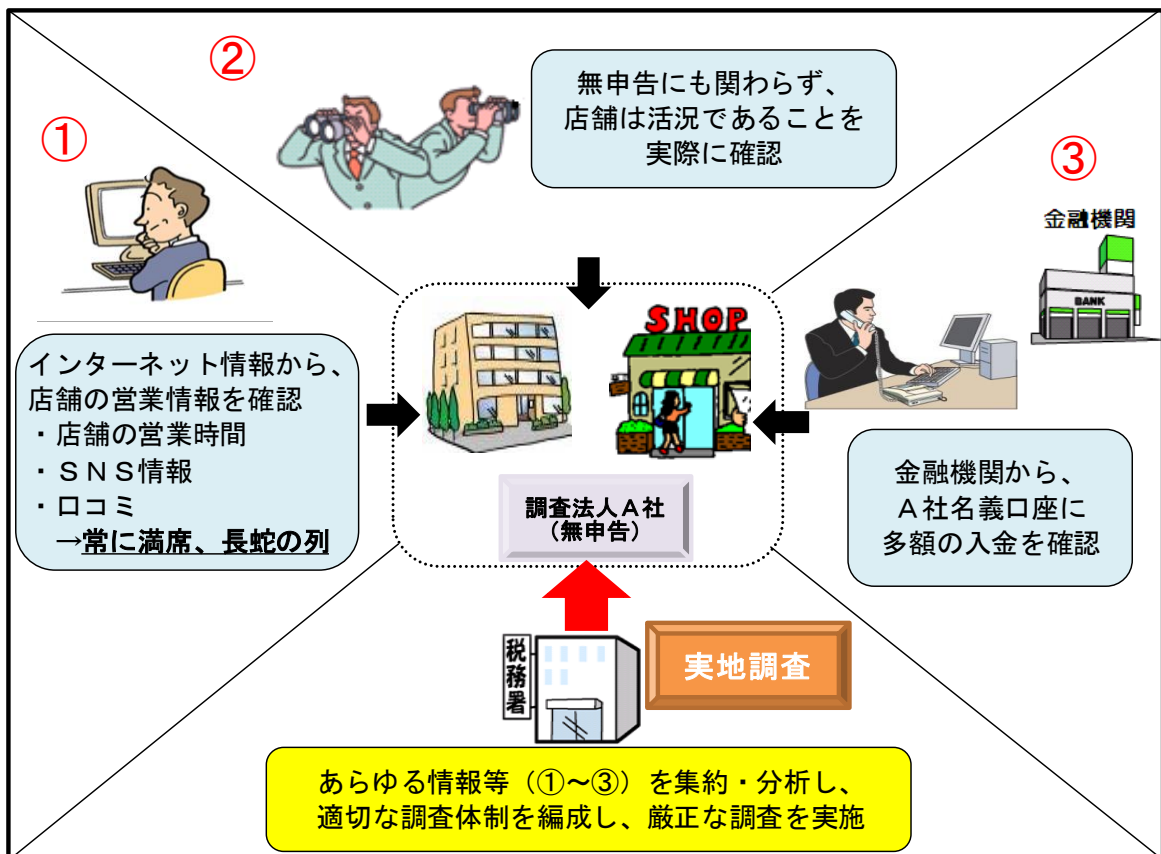 ①
インターネット情報から、
店舗の営業情報を確認
・店舗の営業時間
・ＳＮＳ情報
・口コミ
→常に満席、長蛇の列
②
無申告にも関わらず、
店舗は活況であることを
実際に確認
③
金融機関
BANK
金融機関から、
Ａ社名義口座に
多額の入金を確認
SHOP
調査法人Ａ社
（無申告）
税務署
実地調査
あらゆる情報等（①～③）を集約・分析し、
適切な調査体制を編成し、厳正な調査を実施